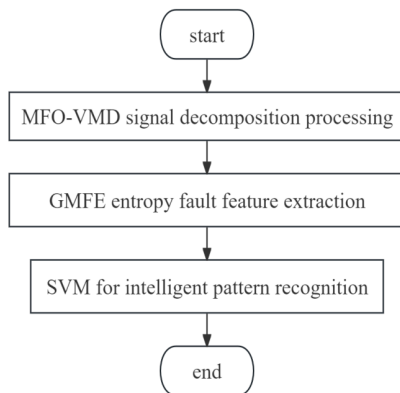 start
MFO-VMD signal decomposition processing
GMFE entropy fault feature extraction
SVM for intelligent pattern recognition
end